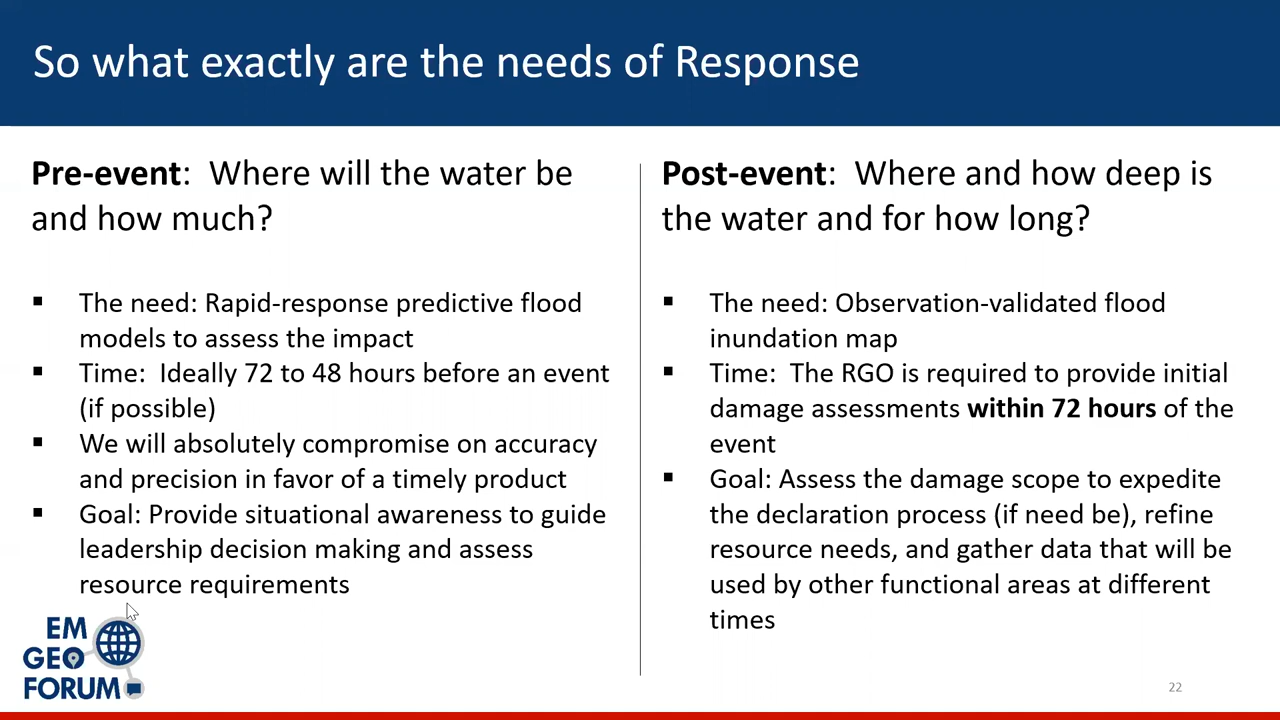 So what exactly are the needs of Response
Pre-event: Where will the water be
and how much?
▪ The need: Rapid-response predictive flood
models to assess the impact
▪ Time: Ideally 72 to 48 hours before an event
(if possible)
▪ We will absolutely compromise on accuracy
and precision in favor of a timely product
▪ Goal: Provide situational awareness to guide
leadership decision making and assess
resource requirements
Post-event: Where and how deep is
the water and for how long?
▪ The need: Observation-validated flood
inundation map
▪ Time: The RGO is required to provide initial
damage assessments within 72 hours of the
event
▪ Goal: Assess the damage scope to expedite
the declaration process (if need be), refine
resource needs, and gather data that will be
used by other functional areas at different
times
EM
GEO
FORUM
22